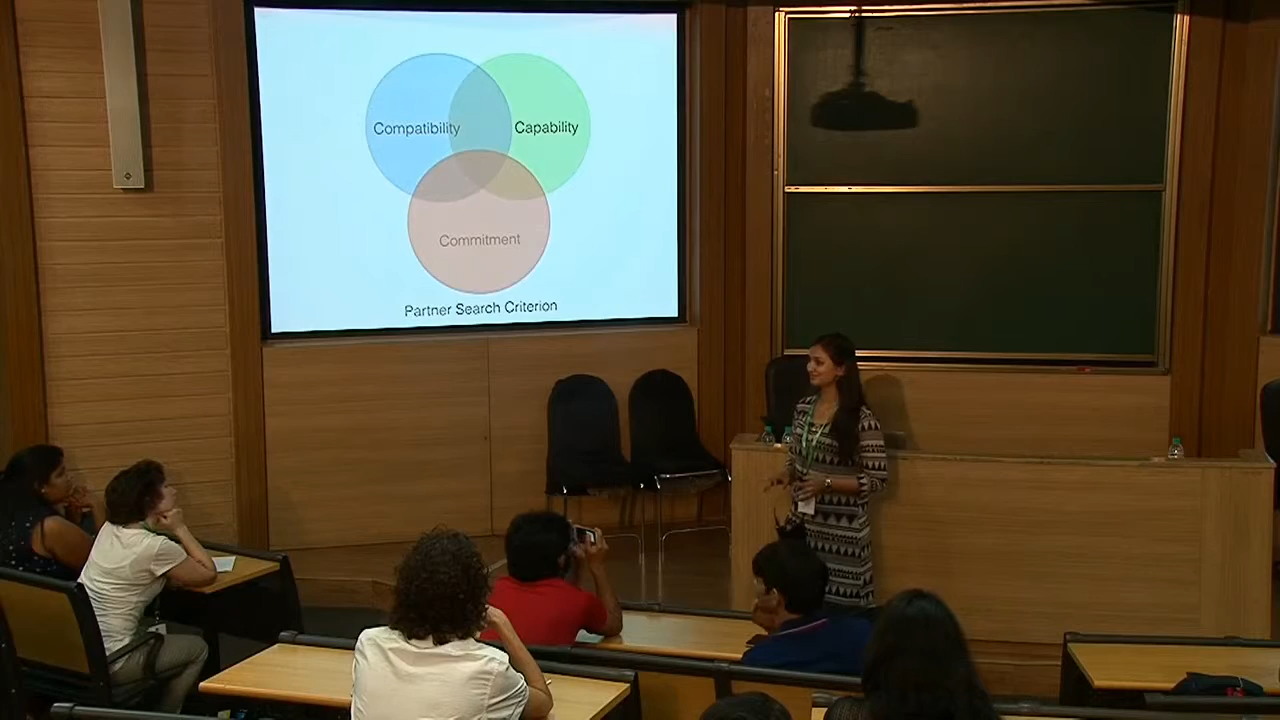 Compatibility
Capability
Commitment
Partner Search Criterion